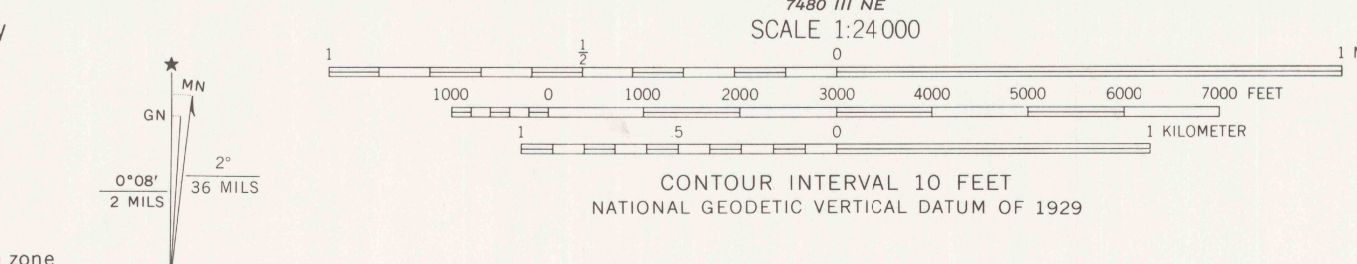 7480 III NE
SCALE 1:24 000
1 ½ 0 1
1000 0 1000 2000 3000 4000 5000 6000 7000 FEET
1 .5 0 1 KILOMETER
CONTOUR INTERVAL 10 FEET
NATIONAL GEODETIC VERTICAL DATUM OF 1929
★
MN
GN
0°08′
2 MILS
2°
36 MILS
zone